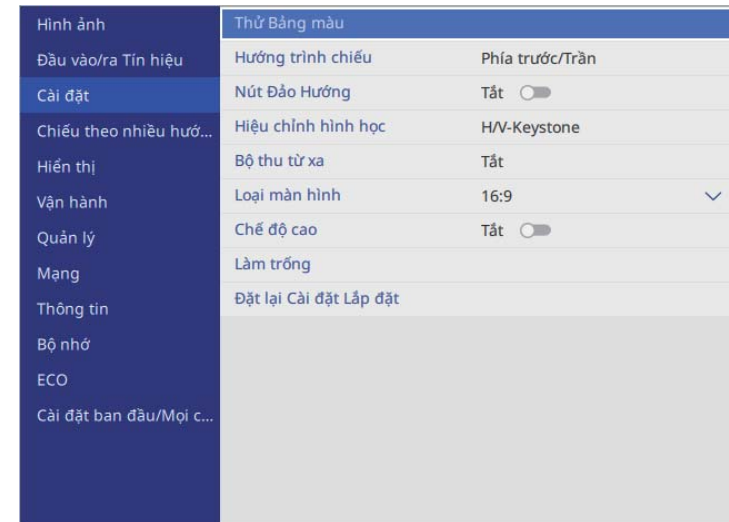 Hình ảnh
Đầu vào/ra Tín hiệu
Cài đặt
Chiếu theo nhiều hướ...
Hiển thị
Vận hành
Quản lý
Mạng
Thông tin
Bộ nhớ
ECO
Cài đặt ban đầu/Mọi c...
Thử Bảng màu
Hướng trình chiếu Phía trước/Trần
Nút Đảo Hướng Tắt
Hiệu chỉnh hình học H/V-Keystone
Bộ thu từ xa Tắt
Loại màn hình 16:9
Chế độ cao Tắt
Làm trống
Đặt lại Cài đặt Lắp đặt